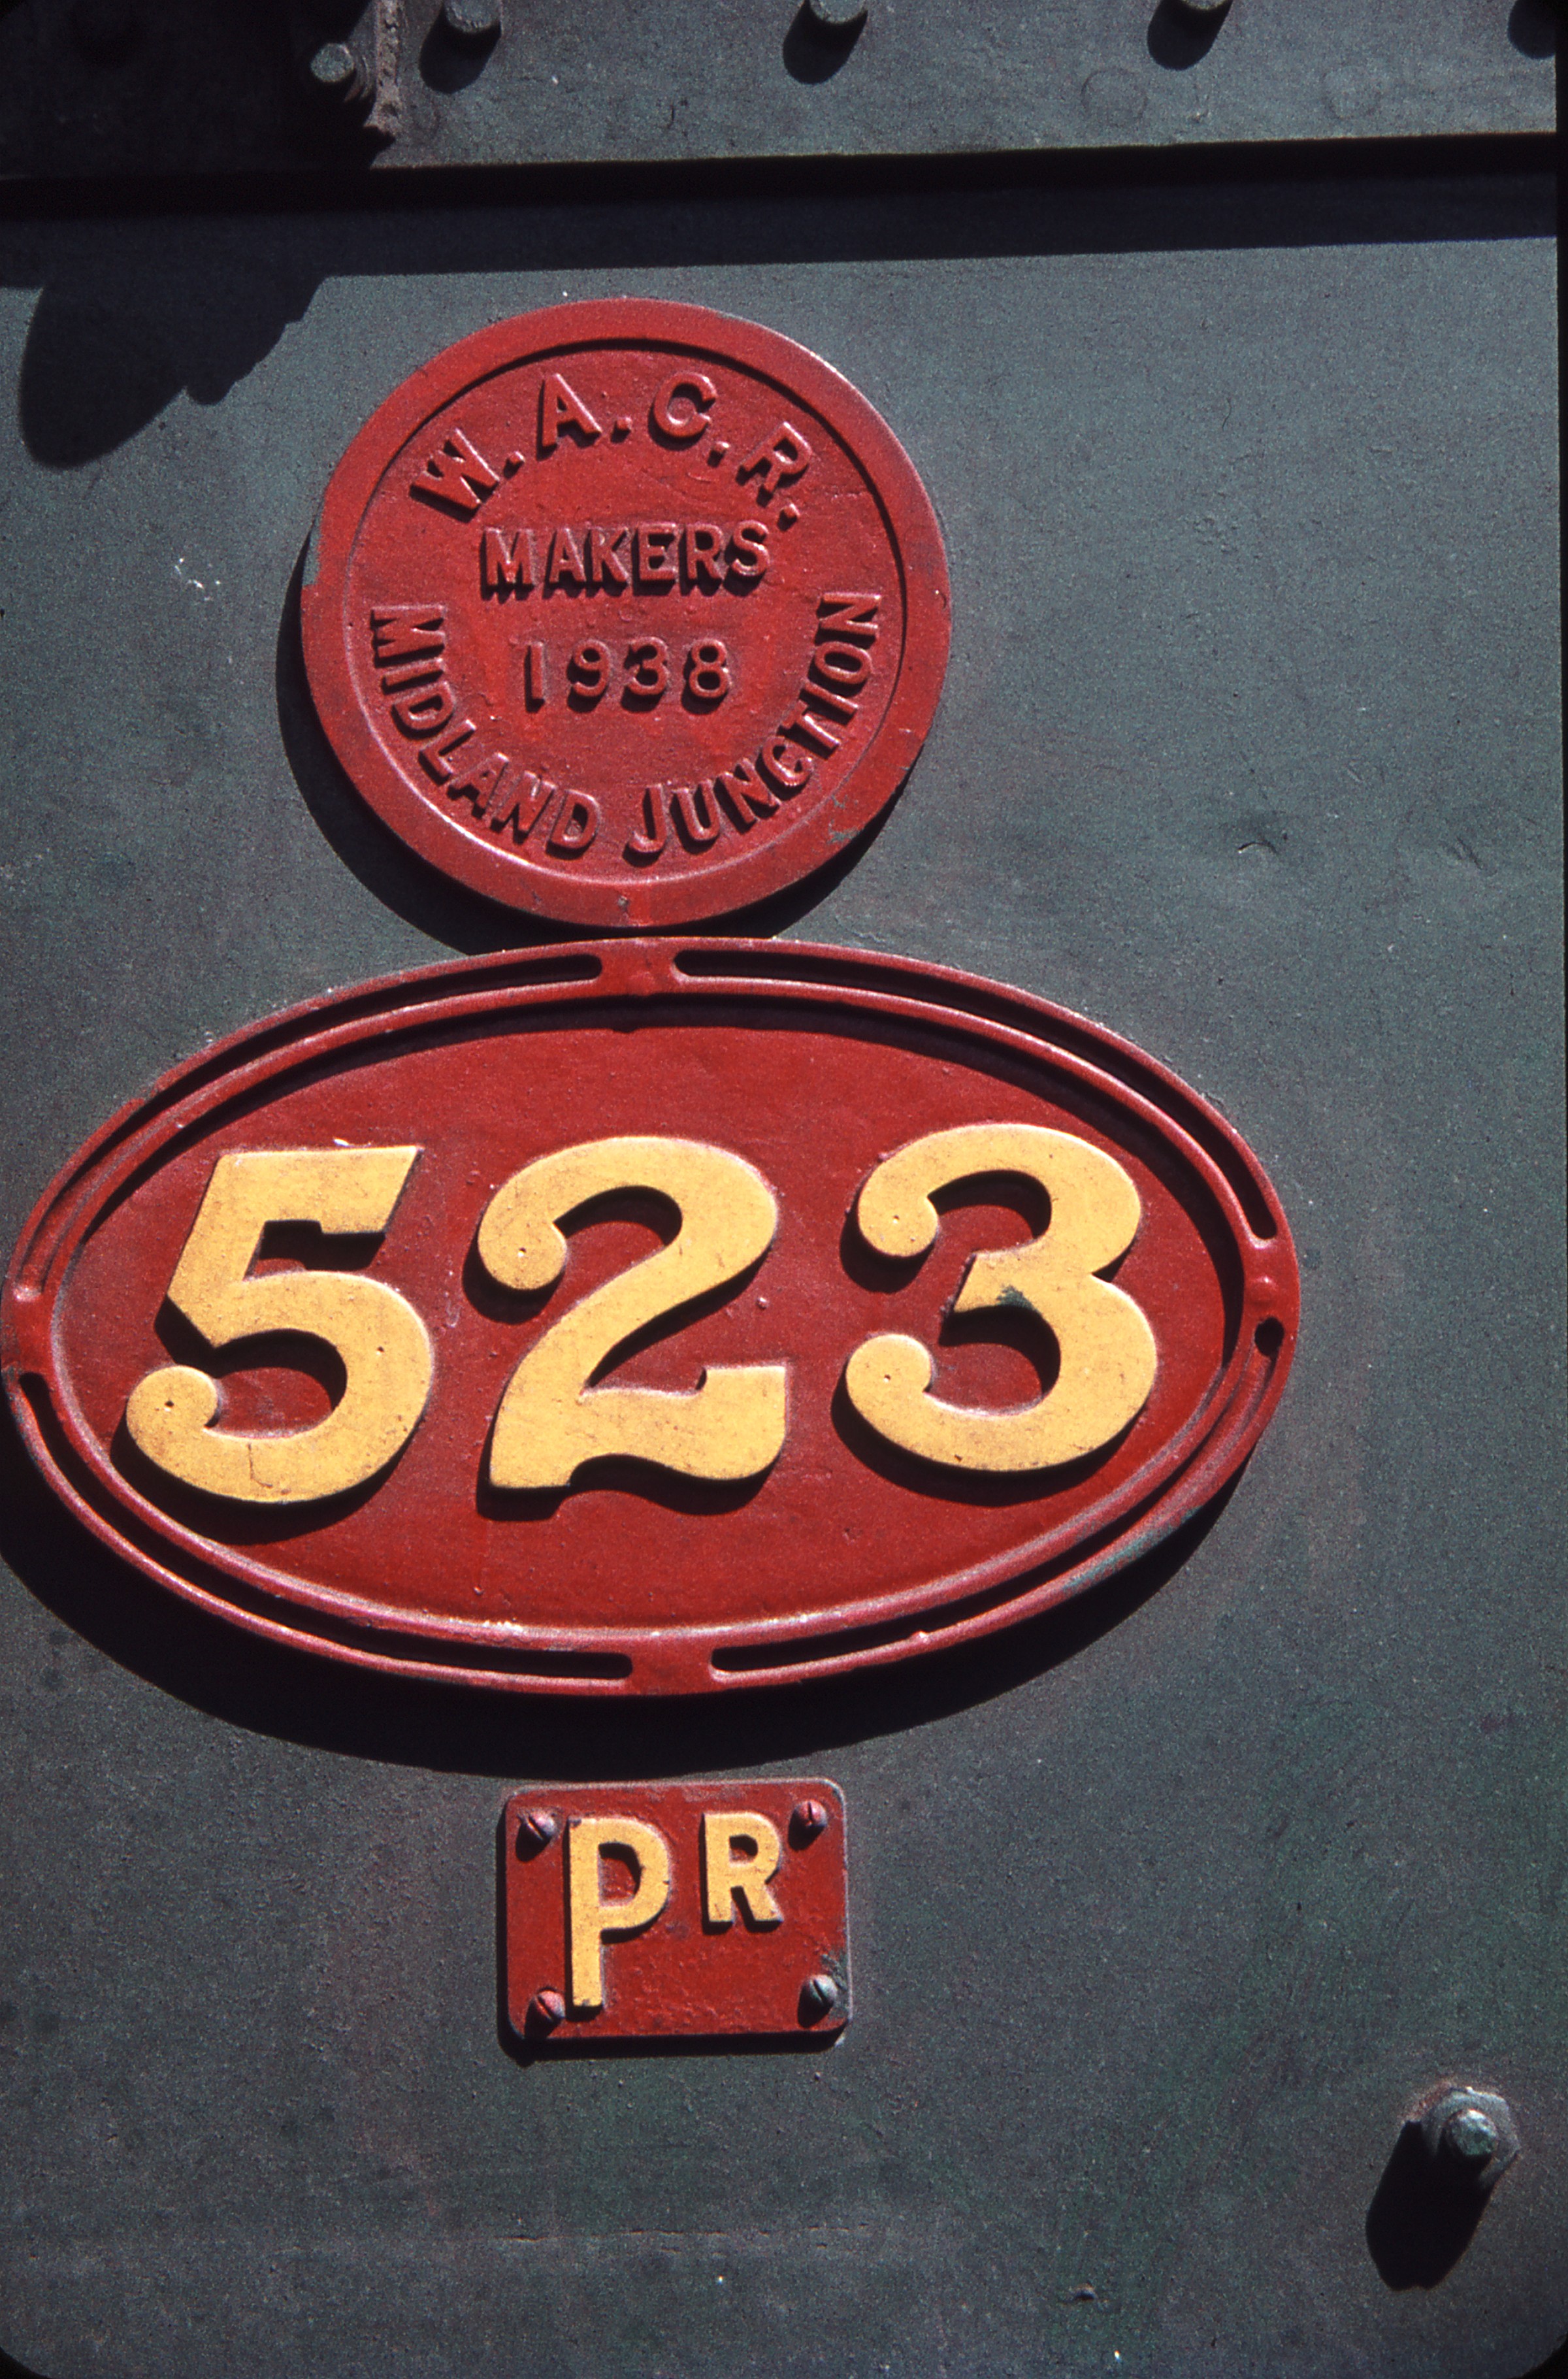 W.A.G.R.
MAKERS
1938
MIDLAND JUNCTION
523
PR